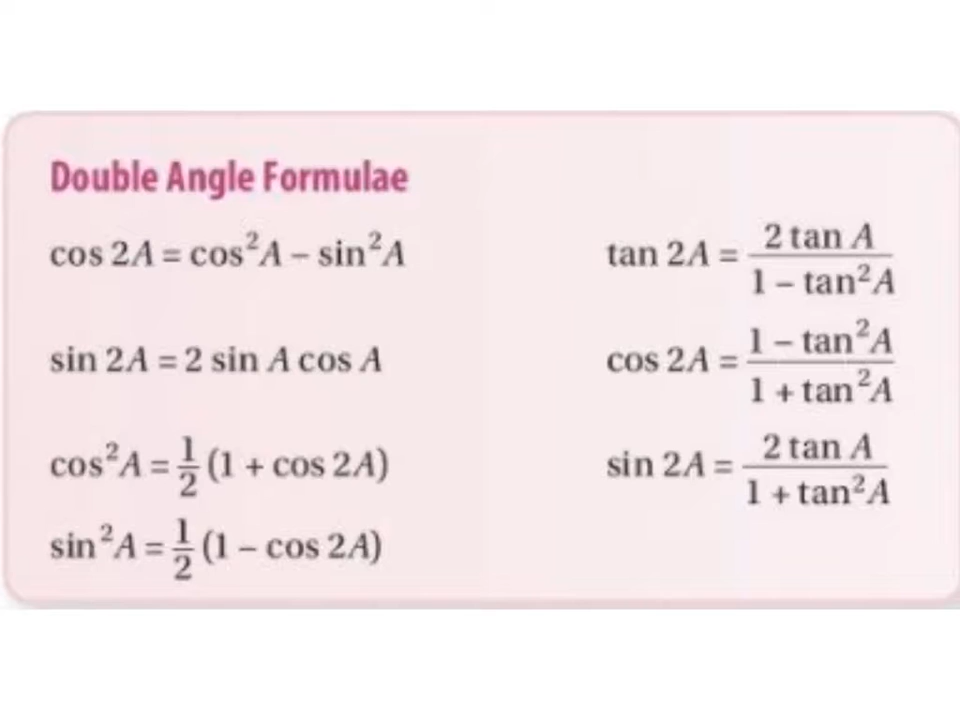 Double Angle Formulae
cos 2A = cos²A – sin²A
tan 2A = 2 tan A / 1 – tan²A
sin 2A = 2 sin A cos A
cos 2A = 1 – tan²A / 1 + tan²A
cos²A = 1/2 (1 + cos 2A)
sin 2A = 2 tan A / 1 + tan²A
sin²A = 1/2 (1 – cos 2A)